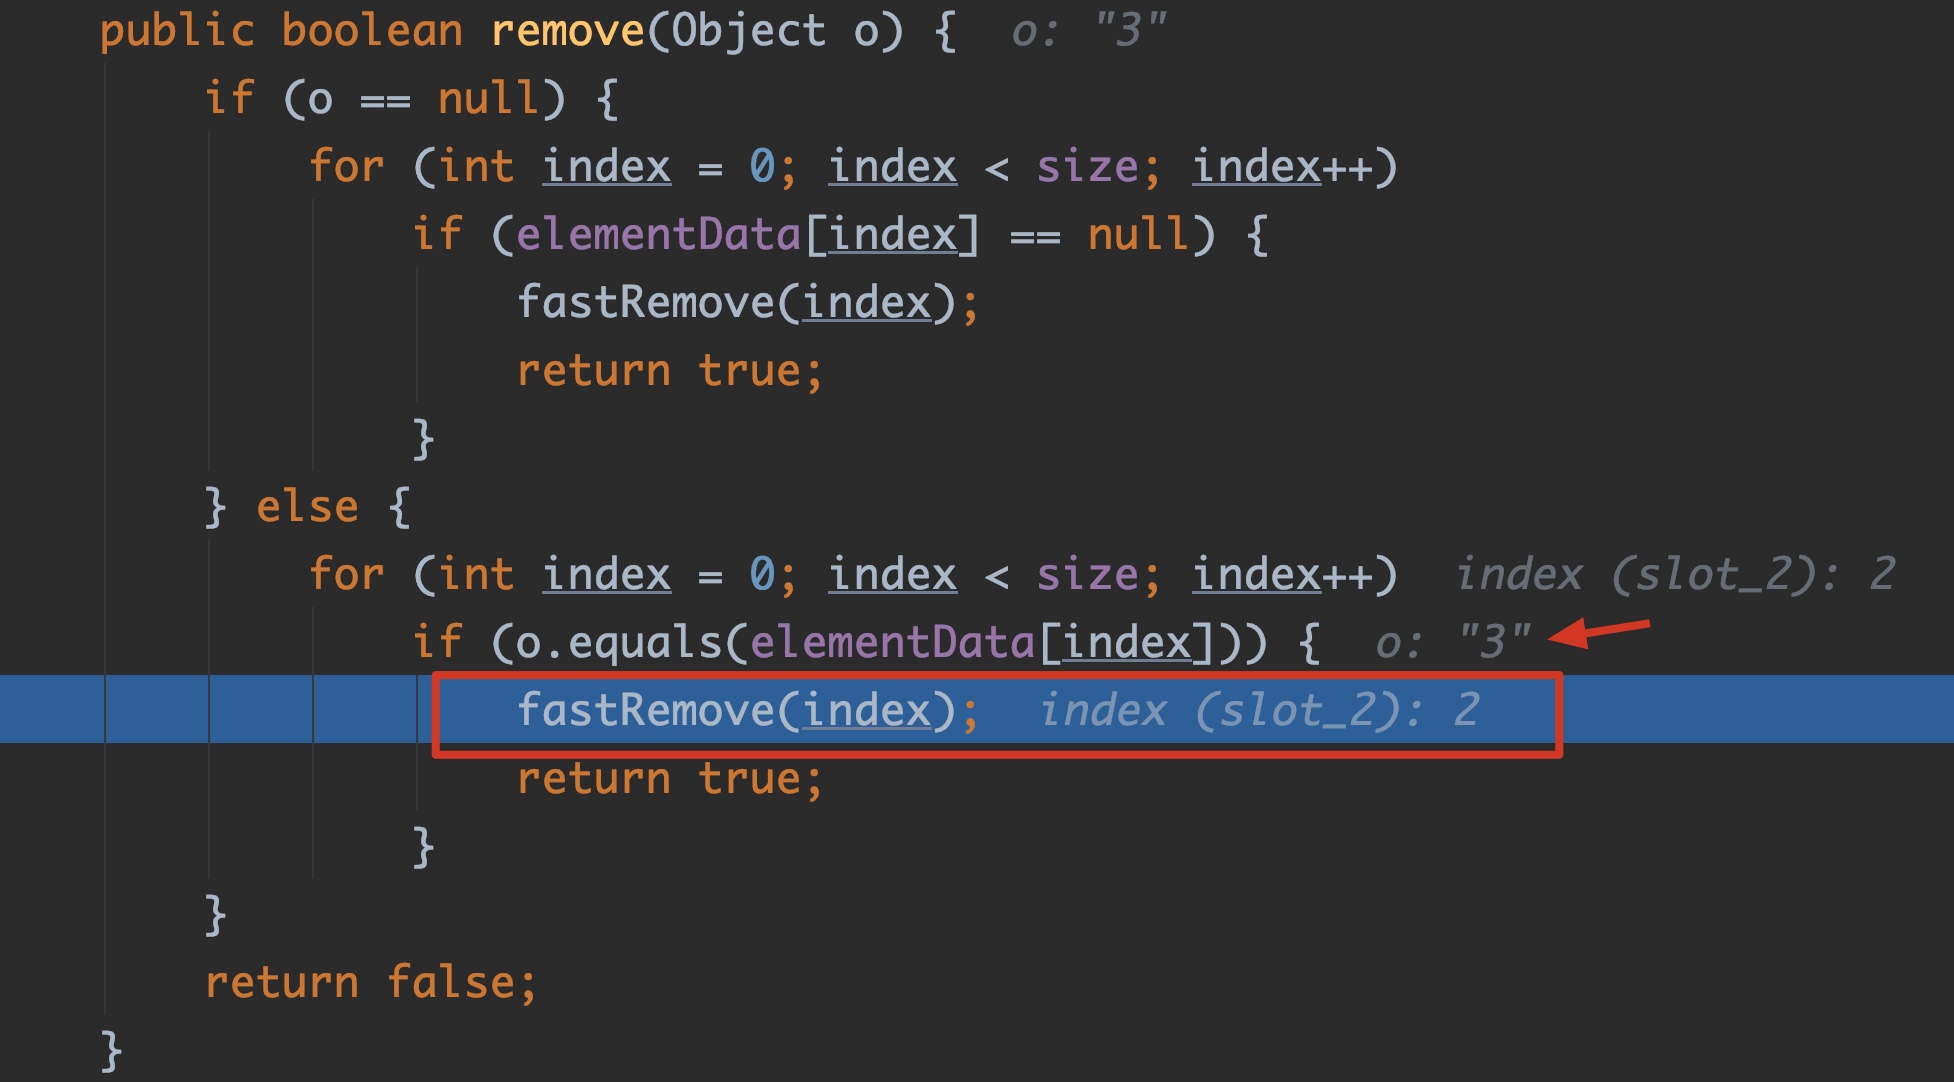 public boolean remove(Object o) {  o: "3"
if (o == null) {
for (int index = 0; index < size; index++)
if (elementData[index] == null) {
fastRemove(index);
return true;
}
} else {
for (int index = 0; index < size; index++)  index (slot_2): 2
if (o.equals(elementData[index])) {  o: "3"
fastRemove(index);  index (slot_2): 2
return true;
}
}
return false;
}